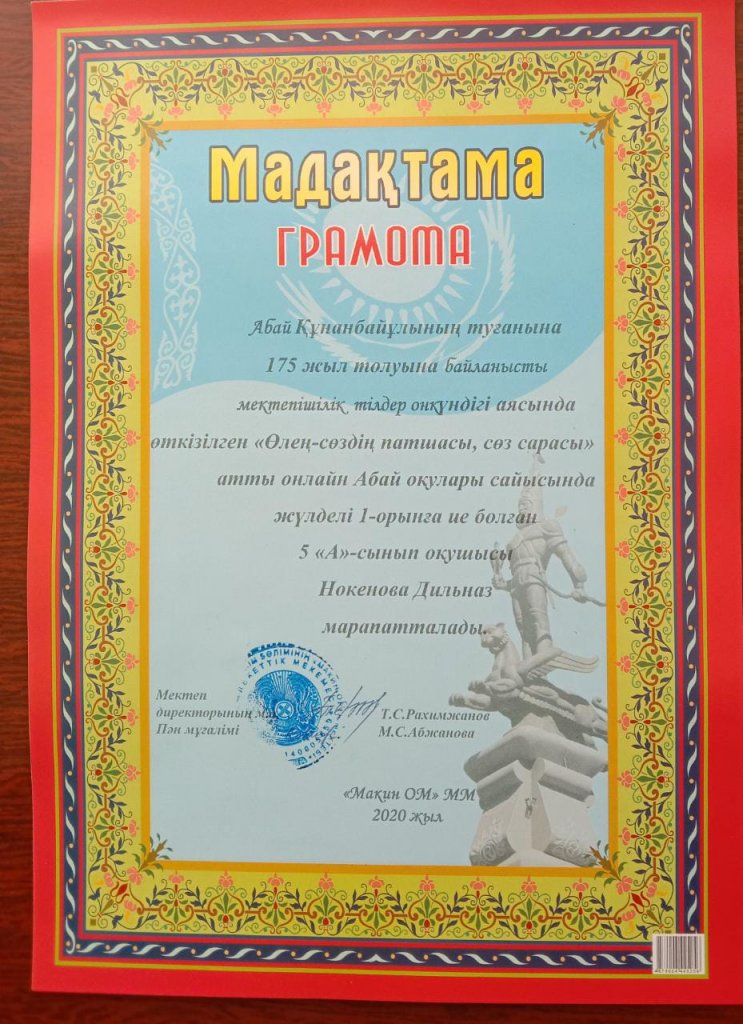 Мадақтама
ГРАМОТА
Абай Құнанбайұлының туғанына
175 жыл толуына байланысты
мектепішілік тілдер онкүндігі аясында
өткізілген «Өлең-сөздің патшасы, сөз сарасы»
атты онлайн Абай оқулары сайысында
жүлделі 1-орынға ие болған
5 «А»-сынып оқушысы
Нокенова Дильназ
марапатталады
Мектеп
директорының м.а. Т.С.Рахимжанов
Пән мұғалімі М.С.Абжанова
«Мақин ОМ» ММ
2020 жыл